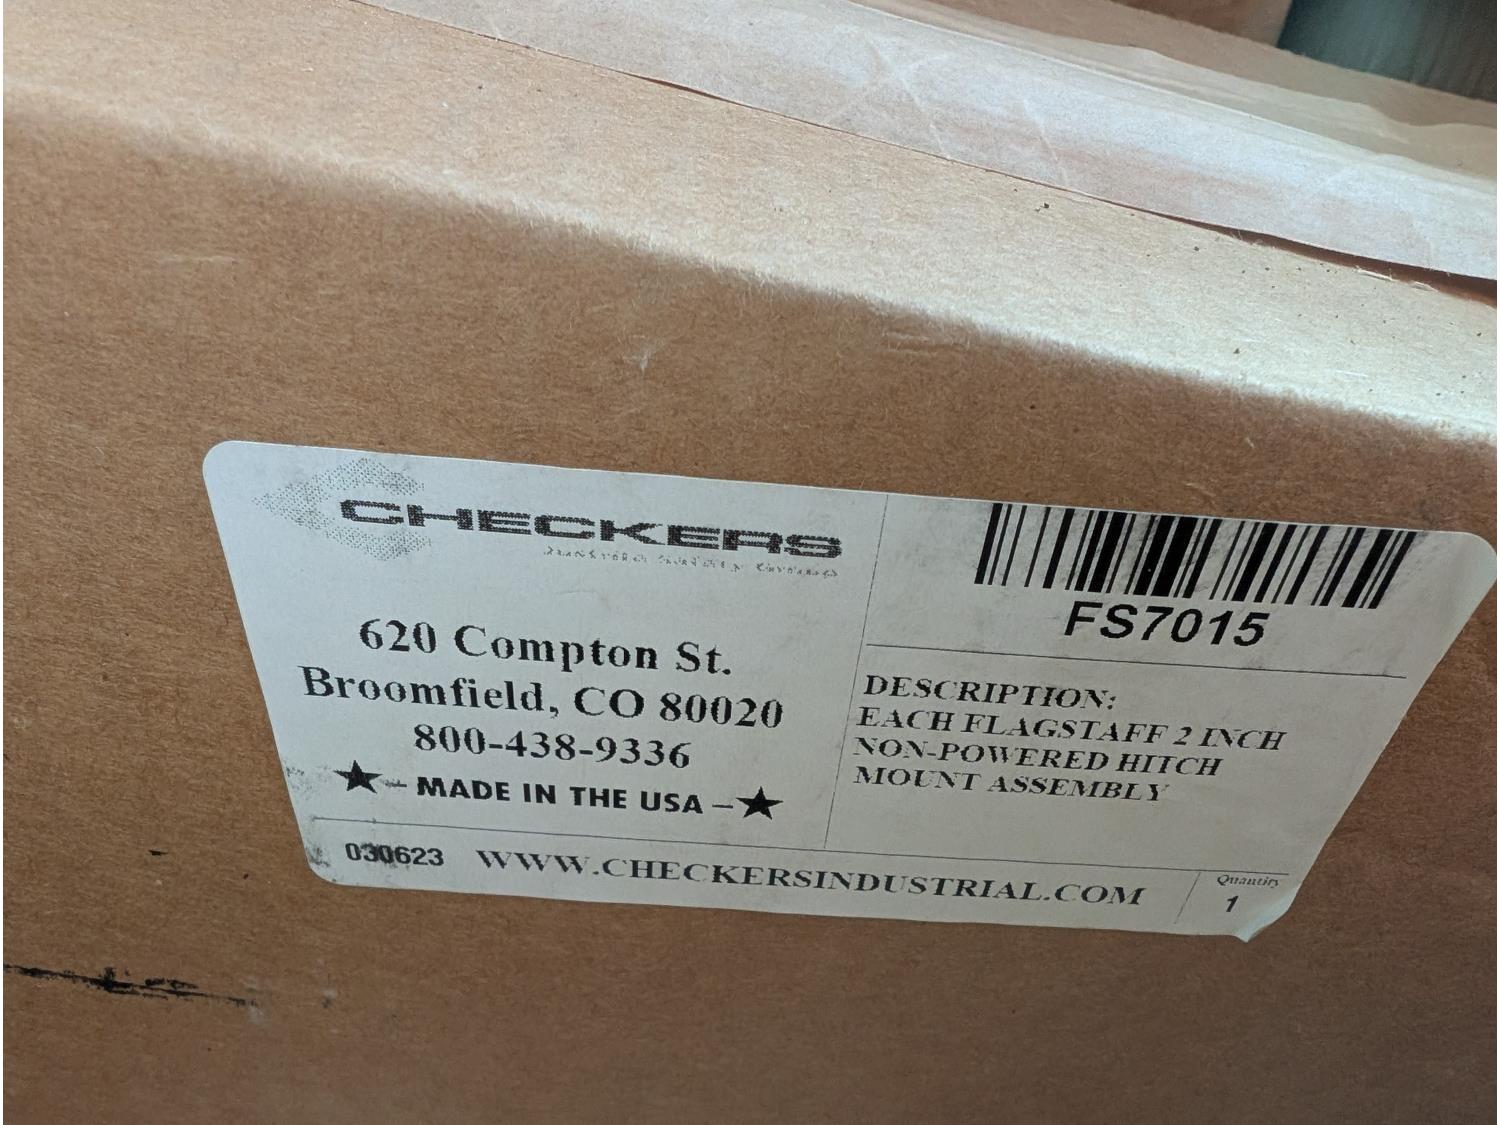 CHECKERS
620 Compton St.
Broomfield, CO 80020
800-438-9336
MADE IN THE USA
FS7015
DESCRIPTION:
EACH FLAGSTAFF 2 INCH
NON-POWERED HITCH
MOUNT ASSEMBLY
030623
WWW.CHECKERSINDUSTRIAL.COM
Quantity
1